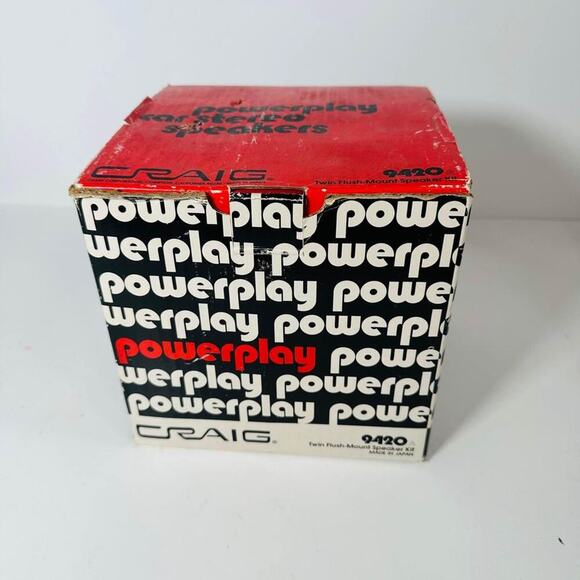 powerplay
car stereo
speakers
CRAIG®
9420
Twin Flush-Mount Speaker Kit
powerplay powe
werplay powerpl
powerplay powe
werplay powerpl
powerplay powe
werplay powerpl
powerplay powe
CRAIG®
9420 A
Twin Flush-Mount Speaker Kit
MADE IN JAPAN